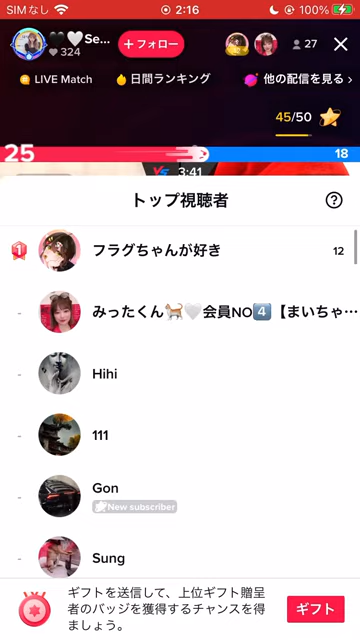 SIMなし 2:16 100%
🖤🤍Se... + フォロー 27
324
LIVE Match 日間ランキング 他の配信を見る >
45/50
25 VS 3:41 18
トップ視聴者 ?
1 フラグちゃんが好き 12
- みったくん🐈🤍会員NO4️⃣【まいちゃ…
- Hihi
- 111
- Gon
New subscriber
- Sung
ギフトを送信して、上位ギフト贈呈
者のバッジを獲得するチャンスを得
ましょう。
ギフト